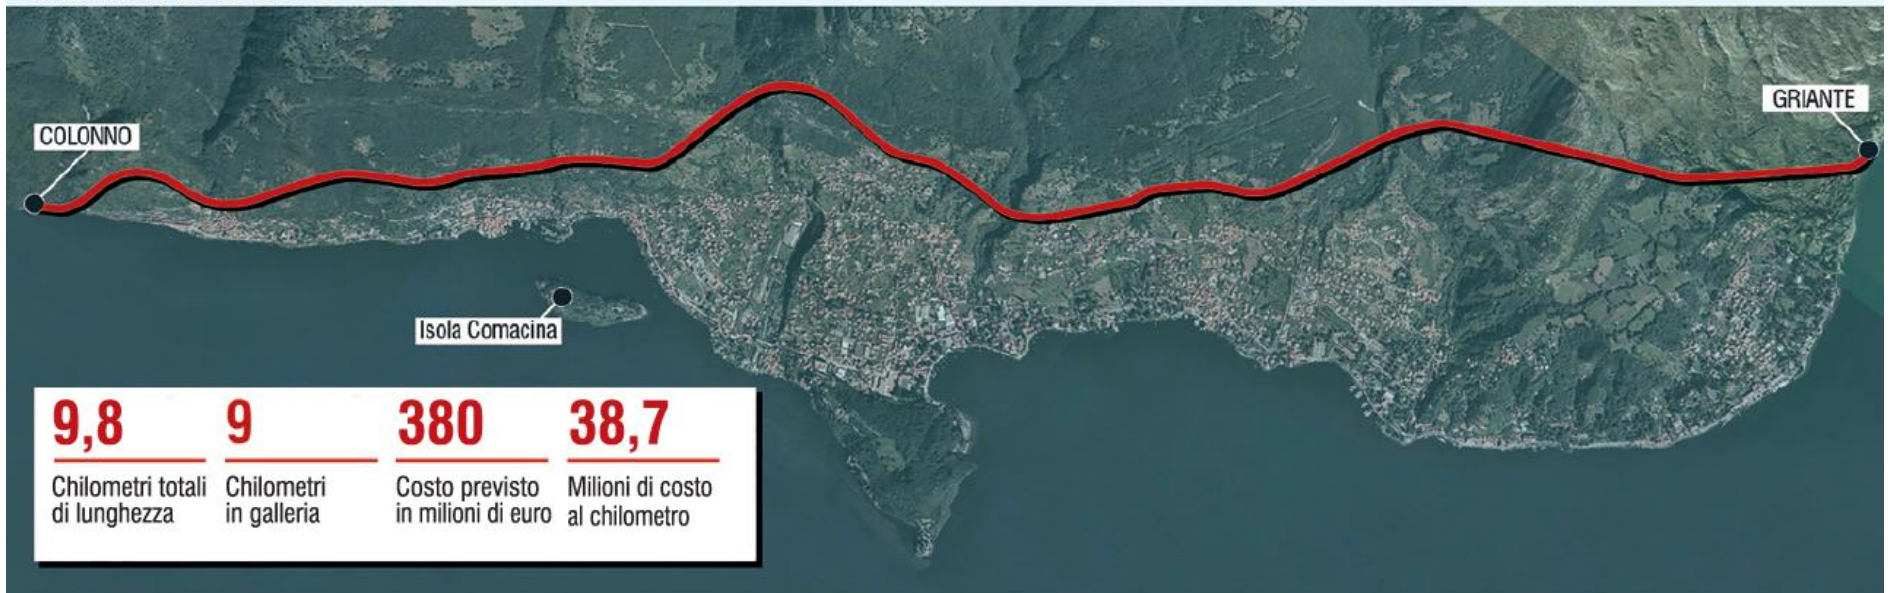 COLONNO
GRIANTE
Isola Comacina
9,8
Chilometri totali
di lunghezza
9
Chilometri
in galleria
380
Costo previsto
in milioni di euro
38,7
Milioni di costo
al chilometro